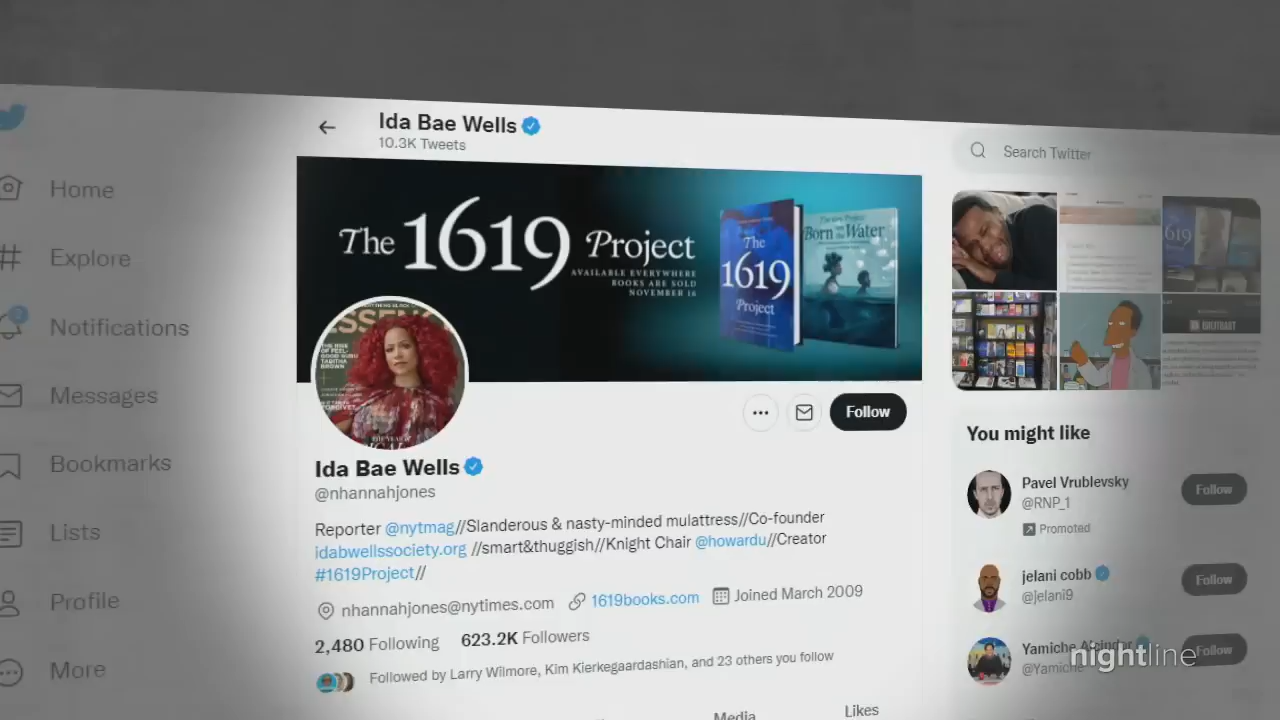 Ida Bae Wells
10.3K Tweets
Search Twitter
Home
Explore
Notifications
Messages
Bookmarks
Lists
Profile
More
The 1619 Project
AVAILABLE EVERYWHERE
BOOKS ARE SOLD
NOVEMBER 16
The
1619
Project
Born on the Water
ESSENCE
Follow
Ida Bae Wells
@nhannahjones
Reporter @nytmag//Slanderous & nasty-minded mulattress//Co-founder
idabwellssociety.org //smart&thuggish//Knight Chair @howardu//Creator
#1619Project//
nhannahjones@nytimes.com 1619books.com Joined March 2009
2,480 Following 623.2K Followers
Followed by Larry Wilmore, Kim Kierkegaardashian, and 23 others you follow
Media Likes
You might like
Pavel Vrublevsky
@RNP_1
Promoted
Follow
jelani cobb
@jelani9
Follow
Yamiche Alcindor
@Yamiche
Follow
nightline